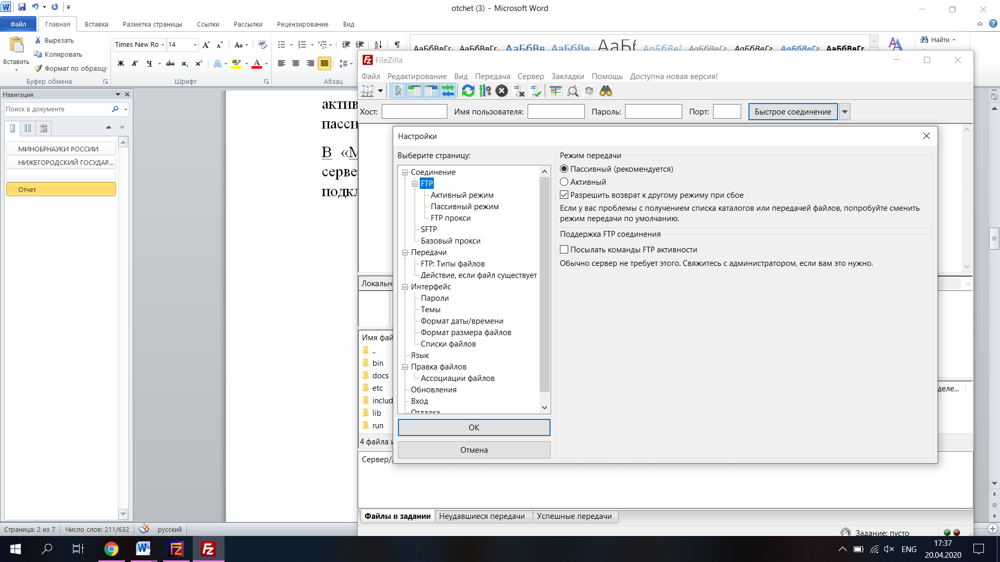 otchet (3) - Microsoft Word
Файл Главная Вставка Разметка страницы Ссылки Рассылки Рецензирование Вид
Вставить
Вырезать
Копировать
Формат по образцу
Буфер обмена
Times New Ro 14
Ж К Ч abc x₂ x²
Шрифт
Абзац
АаБбВвГг, АаБбВвГг, АаБбВв АаБбВв АаБб АаБбВв АаБбВвГг АаБбВвГг АаБбВвГг АаБбВвГг,
Найти
Навигация
Поиск в документе
МИНОБРНАУКИ РОССИИ
НИЖЕГОРОДСКИЙ ГОСУДАР...
Отчет
актив
пасси
В «М
серве
подкл
FileZilla
Файл Редактирование Вид Передача Сервер Закладки Помощь Доступна новая версия!
Хост: Имя пользователя: Пароль: Порт: Быстрое соединение
Локальн
Имя фай
..
bin
docs
etc
includ
lib
run
4 файла и
Сервер/
деле...
Настройки
Выберите страницу:
Соединение
FTP
Активный режим
Пассивный режим
FTP прокси
SFTP
Базовый прокси
Передачи
FTP: Типы файлов
Действие, если файл существует
Интерфейс
Пароли
Темы
Формат даты/времени
Формат размера файлов
Списки файлов
Язык
Правка файлов
Ассоциации файлов
Обновления
Вход
Отладка
OK
Отмена
Режим передачи
Пассивный (рекомендуется)
Активный
Разрешить возврат к другому режиму при сбое
Если у вас проблемы с получением списка каталогов или передачей файлов, попробуйте сменить
режим передачи по умолчанию.
Поддержка FTP соединения
Посылать команды FTP активности
Обычно сервер не требует этого. Свяжитесь с администратором, если вам это нужно.
Файлы в задании Неудавшиеся передачи Успешные передачи
Задание: пусто
Страница: 2 из 7 Число слов: 211/632 русский
ENG
17:37
20.04.2020